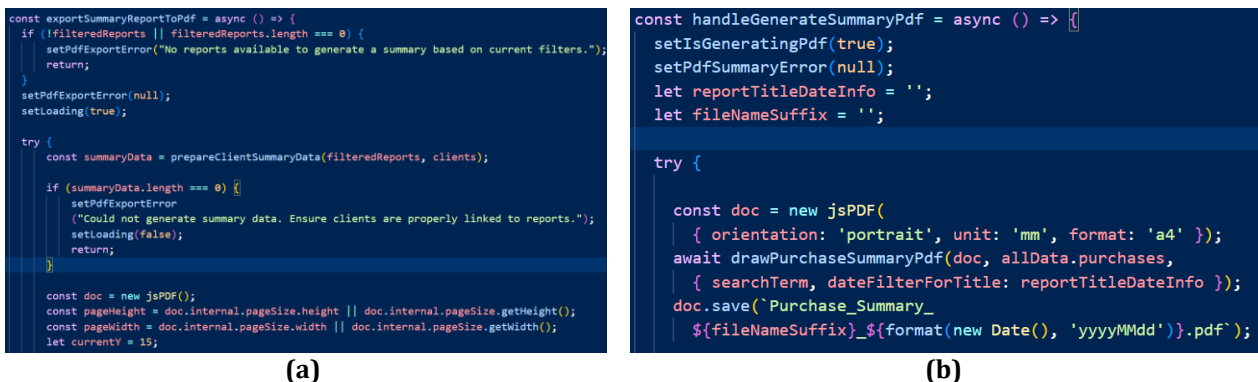 const exportSummaryReportToPdf = async () => {
if (!filteredReports || filteredReports.length === 0) {
setPdfExportError("No reports available to generate a summary based on current filters.");
return;
}
setPdfExportError(null);
setLoading(true);
try {
const summaryData = prepareClientSummaryData(filteredReports, clients);
if (summaryData.length === 0) {
setPdfExportError
("Could not generate summary data. Ensure clients are properly linked to reports.");
setLoading(false);
return;
}
const doc = new jsPDF();
const pageHeight = doc.internal.pageSize.height || doc.internal.pageSize.getHeight();
const pageWidth = doc.internal.pageSize.width || doc.internal.pageSize.getWidth();
let currentY = 15;
(a)
const handleGenerateSummaryPdf = async () => {
setIsGeneratingPdf(true);
setPdfSummaryError(null);
let reportTitleDateInfo = '';
let fileNameSuffix = '';
try {
const doc = new jsPDF(
{ orientation: 'portrait', unit: 'mm', format: 'a4' });
await drawPurchaseSummaryPdf(doc, allData.purchases,
{ searchTerm, dateFilterForTitle: reportTitleDateInfo });
doc.save(`Purchase_Summary_
${fileNameSuffix}_${format(new Date(), 'yyyyMMdd')}.pdf`);
(b)